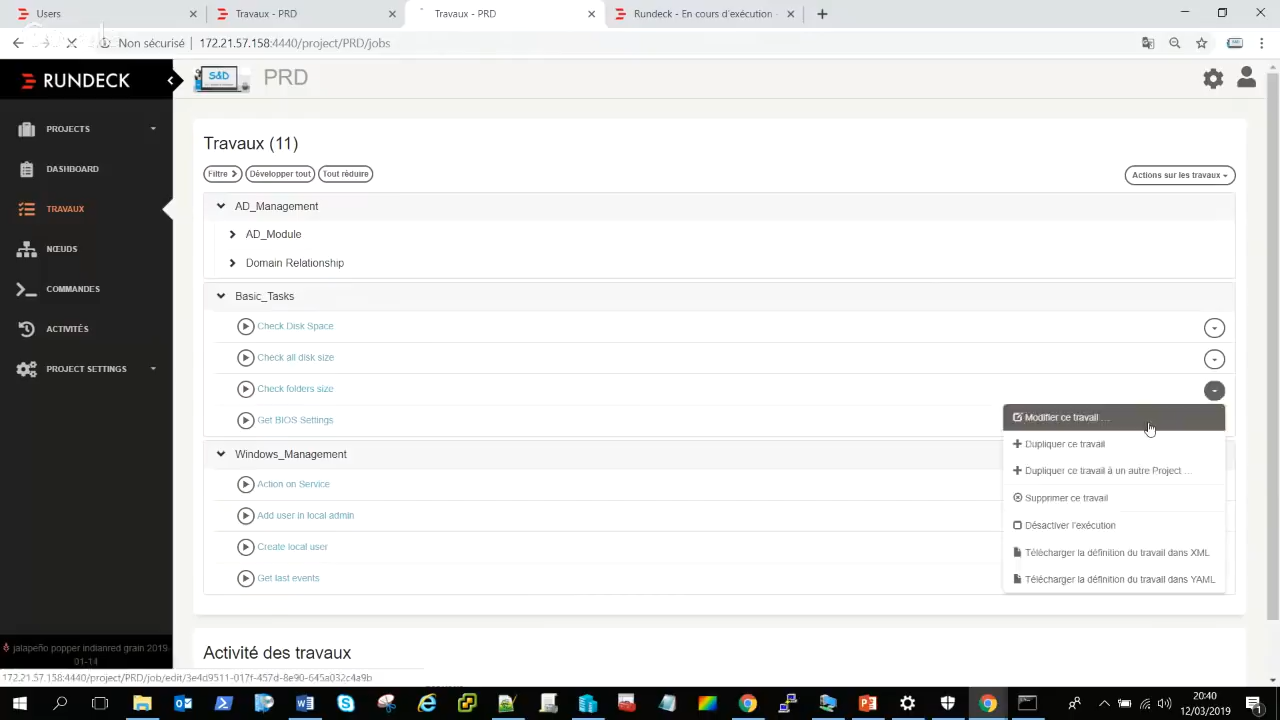 Users
Travaux - PRD
Travaux - PRD
Rundeck - En cours d'exécution -
Non sécurisé | 172.21.57.158:4440/project/PRD/jobs
RUNDECK
S&D
PRD
PROJECTS
DASHBOARD
TRAVAUX
NŒUDS
COMMANDES
ACTIVITÉS
PROJECT SETTINGS
Travaux (11)
Filtre
Développer tout
Tout réduire
Actions sur les travaux
AD_Management
AD_Module
Domain Relationship
Basic_Tasks
Check Disk Space
Check all disk size
Check folders size
Get BIOS Settings
Windows_Management
Action on Service
Add user in local admin
Create local user
Get last events
Modifier ce travail ...
Dupliquer ce travail
Dupliquer ce travail à un autre Project ...
Supprimer ce travail
Désactiver l'exécution
Télécharger la définition du travail dans XML
Télécharger la définition du travail dans YAML
Activité des travaux
jalapeño popper indianred grain 2019-
01-14
172.21.57.158:4440/project/PRD/job/edit/3e4d9511-017f-457d-8e90-645a032c4a9b
20:40
12/03/2019